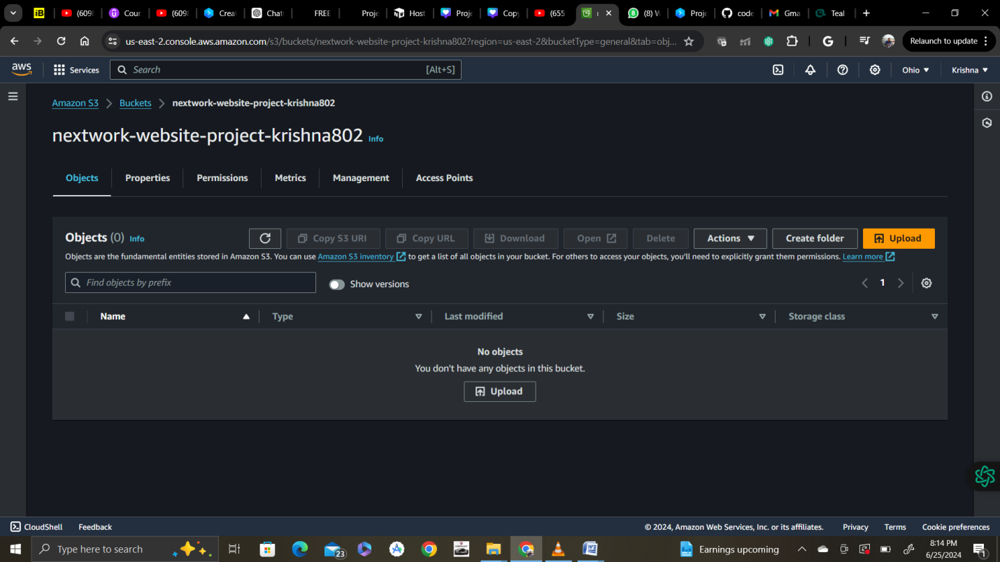 iB
(609
Cour
(609
Creat
Chat
FREE
Proje
Host
Proje
Copy
(655
(8) W
Proje
code
Gma
Teal
us-east-2.console.aws.amazon.com/s3/buckets/nextwork-website-project-krishna802?region=us-east-2&bucketType=general&tab=obj...
Relaunch to update
aws
Services
Search
[Alt+S]
Ohio
Krishna
Amazon S3
Buckets
nextwork-website-project-krishna802
nextwork-website-project-krishna802 Info
Objects
Properties
Permissions
Metrics
Management
Access Points
Objects (0) Info
Copy S3 URI
Copy URL
Download
Open
Delete
Actions
Create folder
Upload
Objects are the fundamental entities stored in Amazon S3. You can use Amazon S3 inventory to get a list of all objects in your bucket. For others to access your objects, you'll need to explicitly grant them permissions. Learn more
Find objects by prefix
Show versions
1
Name
Type
Last modified
Size
Storage class
No objects
You don't have any objects in this bucket.
Upload
CloudShell
Feedback
© 2024, Amazon Web Services, Inc. or its affiliates.
Privacy
Terms
Cookie preferences
Type here to search
23
Earnings upcoming
8:14 PM
6/25/2024
1